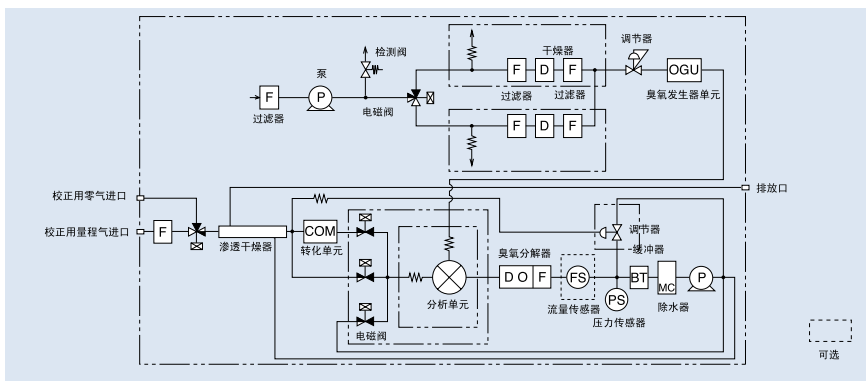 检测阀
泵
F
P
过滤器
电磁阀
干燥器
F
D
F
过滤器
过滤器
F
D
F
调节器
OGU
臭氧发生器单元
校正用零气进口
排放口
校正用量程气进口
F
渗透干燥器
COM
转化单元
电磁阀
分析单元
臭氧分解器
D O
F
FS
流量传感器
调节器
缓冲器
PS
压力传感器
BT
MC
除水器
P
可选